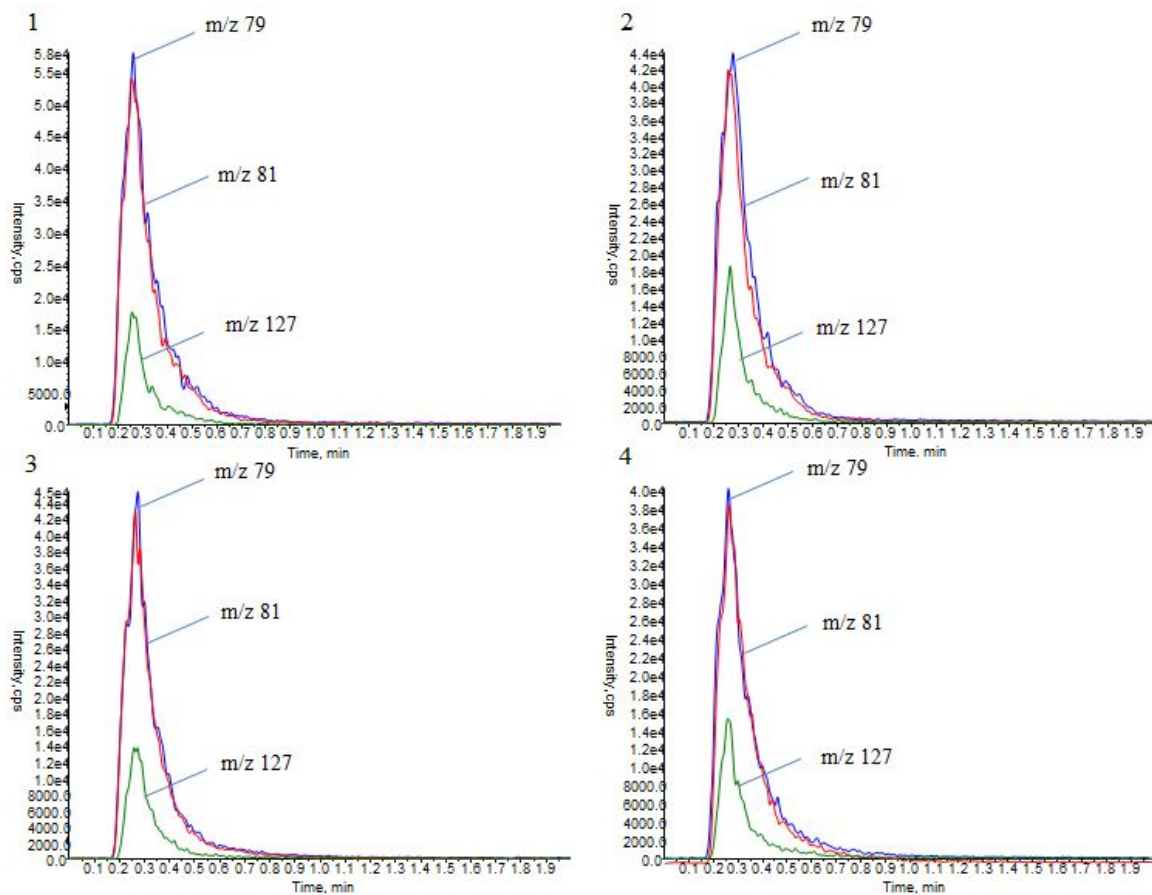 1
m/z 79
5.8e4
5.5e4
5.0e4
4.5e4
4.0e4
3.5e4
3.0e4
2.5e4
2.0e4
1.5e4
1.0e4
5000.0
0.0
Intensity, cps
m/z 81
m/z 127
0.1 0.2 0.3 0.4 0.5 0.6 0.7 0.8 0.9 1.0 1.1 1.2 1.3 1.4 1.5 1.6 1.7 1.8 1.9
Time, min
2
m/z 79
4.4e4
4.2e4
4.0e4
3.8e4
3.6e4
3.4e4
3.2e4
3.0e4
2.8e4
2.6e4
2.4e4
2.2e4
2.0e4
1.8e4
1.6e4
1.4e4
1.2e4
1.0e4
8000.0
6000.0
4000.0
2000.0
0.0
Intensity, cps
m/z 81
m/z 127
0.1 0.2 0.3 0.4 0.5 0.6 0.7 0.8 0.9 1.0 1.1 1.2 1.3 1.4 1.5 1.6 1.7 1.8 1.9
Time, min
3
m/z 79
4.5e4
4.2e4
4.0e4
3.8e4
3.6e4
3.4e4
3.2e4
3.0e4
2.8e4
2.6e4
2.4e4
2.2e4
2.0e4
1.8e4
1.6e4
1.4e4
1.2e4
1.0e4
8000.0
6000.0
4000.0
2000.0
0.0
Intensity, cps
m/z 81
m/z 127
0.1 0.2 0.3 0.4 0.5 0.6 0.7 0.8 0.9 1.0 1.1 1.2 1.3 1.4 1.5 1.6 1.7 1.8 1.9
Time, min
4
m/z 79
4.0e4
3.8e4
3.6e4
3.4e4
3.2e4
3.0e4
2.8e4
2.6e4
2.4e4
2.2e4
2.0e4
1.8e4
1.6e4
1.4e4
1.2e4
1.0e4
8000.0
6000.0
4000.0
2000.0
0.0
Intensity, cps
m/z 81
m/z 127
0.1 0.2 0.3 0.4 0.5 0.6 0.7 0.8 0.9 1.0 1.1 1.2 1.3 1.4 1.5 1.6 1.7 1.8 1.9
Time, min